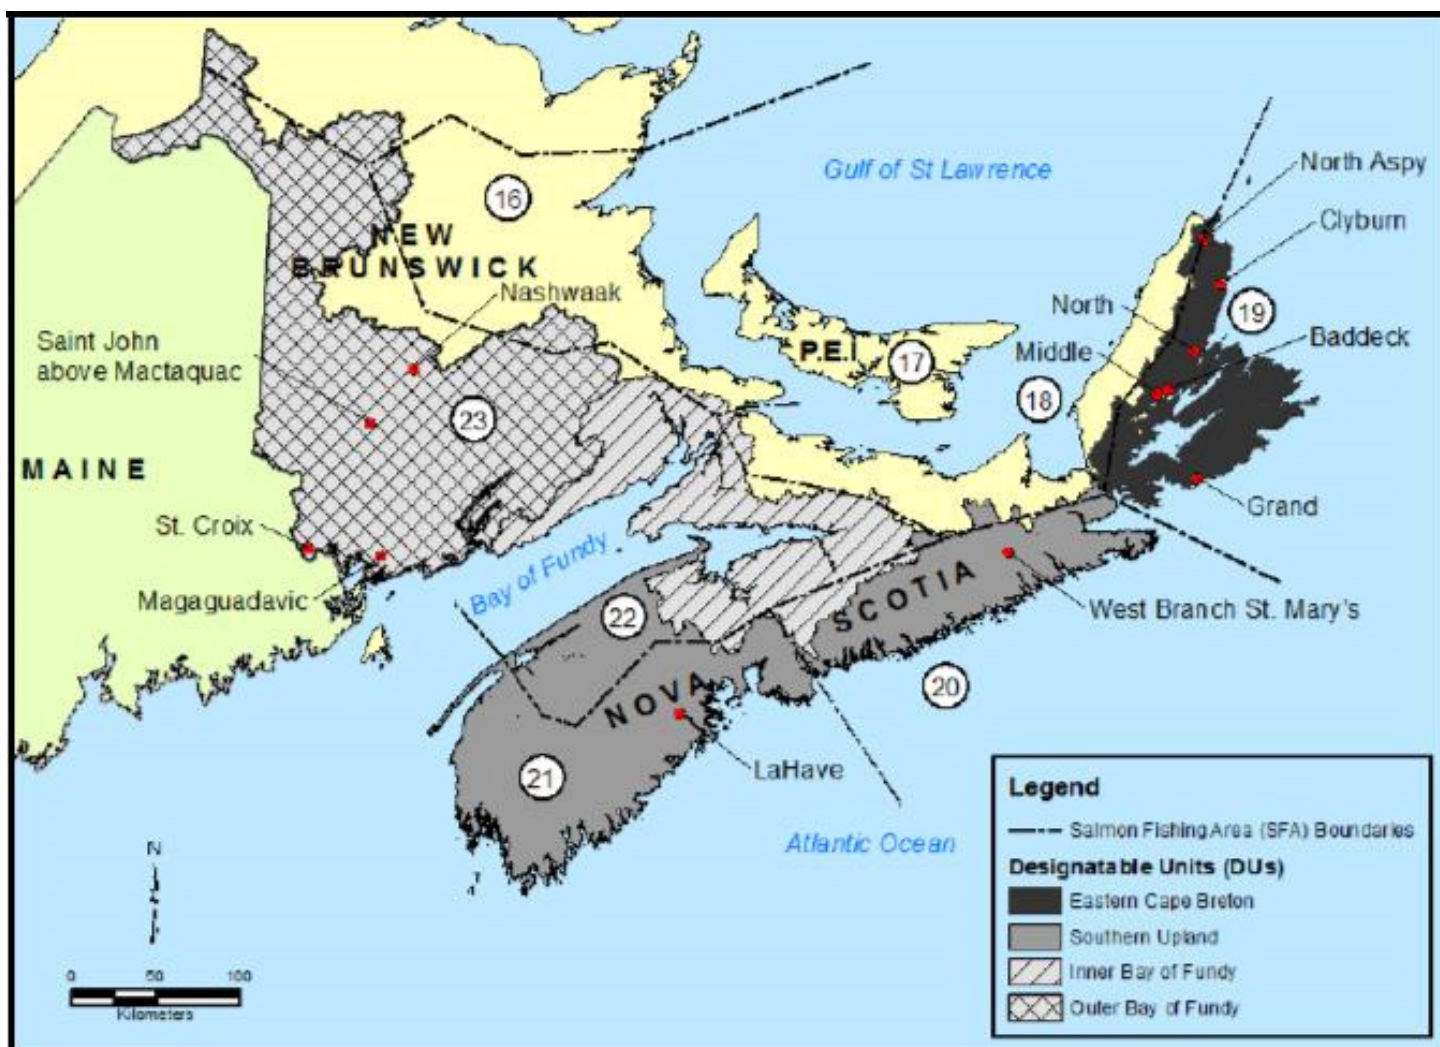 Gulf of St Lawrence
North Aspy
Clyburn
16
NEW
BRUNSWICK
Nashwaak
North
19
Middle
Baddeck
Saint John
above Mactaquac
P.E.I
17
18
23
MAINE
Grand
St. Croix
Bay of Fundy
Magaguadavic
22
SCOTIA
West Branch St. Mary's
20
NOVA
21
LaHave
Atlantic Ocean
N
0 50 100
Kilometers
Legend
Salmon Fishing Area (SFA) Boundaries
Designatable Units (DUs)
Eastern Cape Breton
Southern Upland
Inner Bay of Fundy
Outer Bay of Fundy